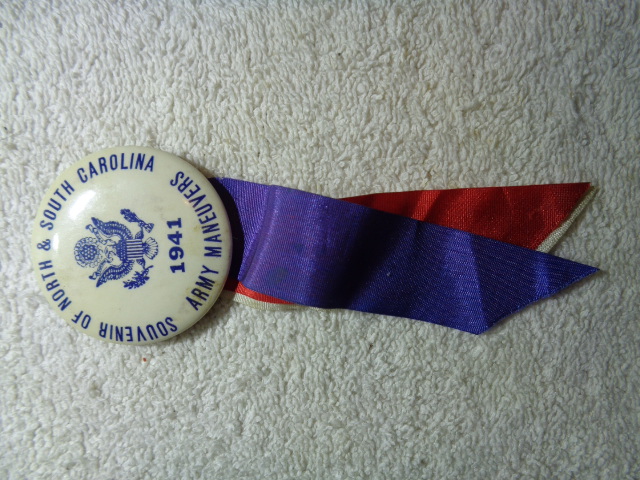 SOUVENIR OF NORTH & SOUTH CAROLINA
1941
ARMY MANEUVERS